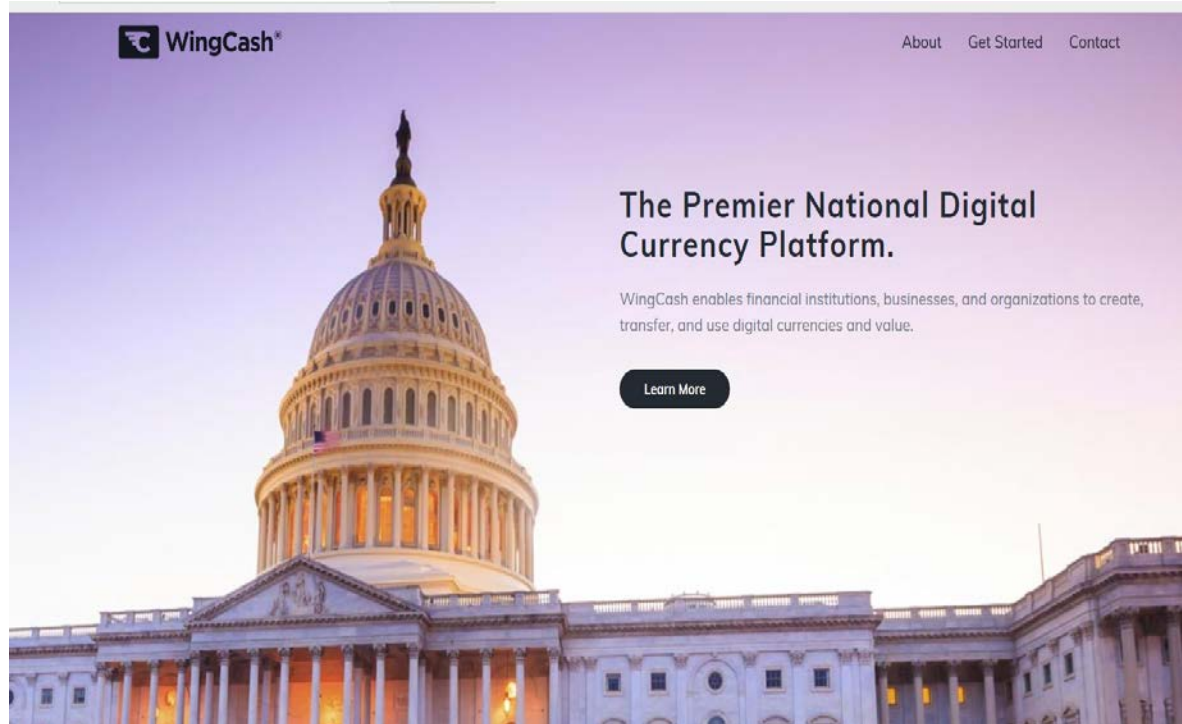 WingCash®
About Get Started Contact
The Premier National Digital
Currency Platform.
WingCash enables financial institutions, businesses, and organizations to create,
transfer, and use digital currencies and value.
Learn More